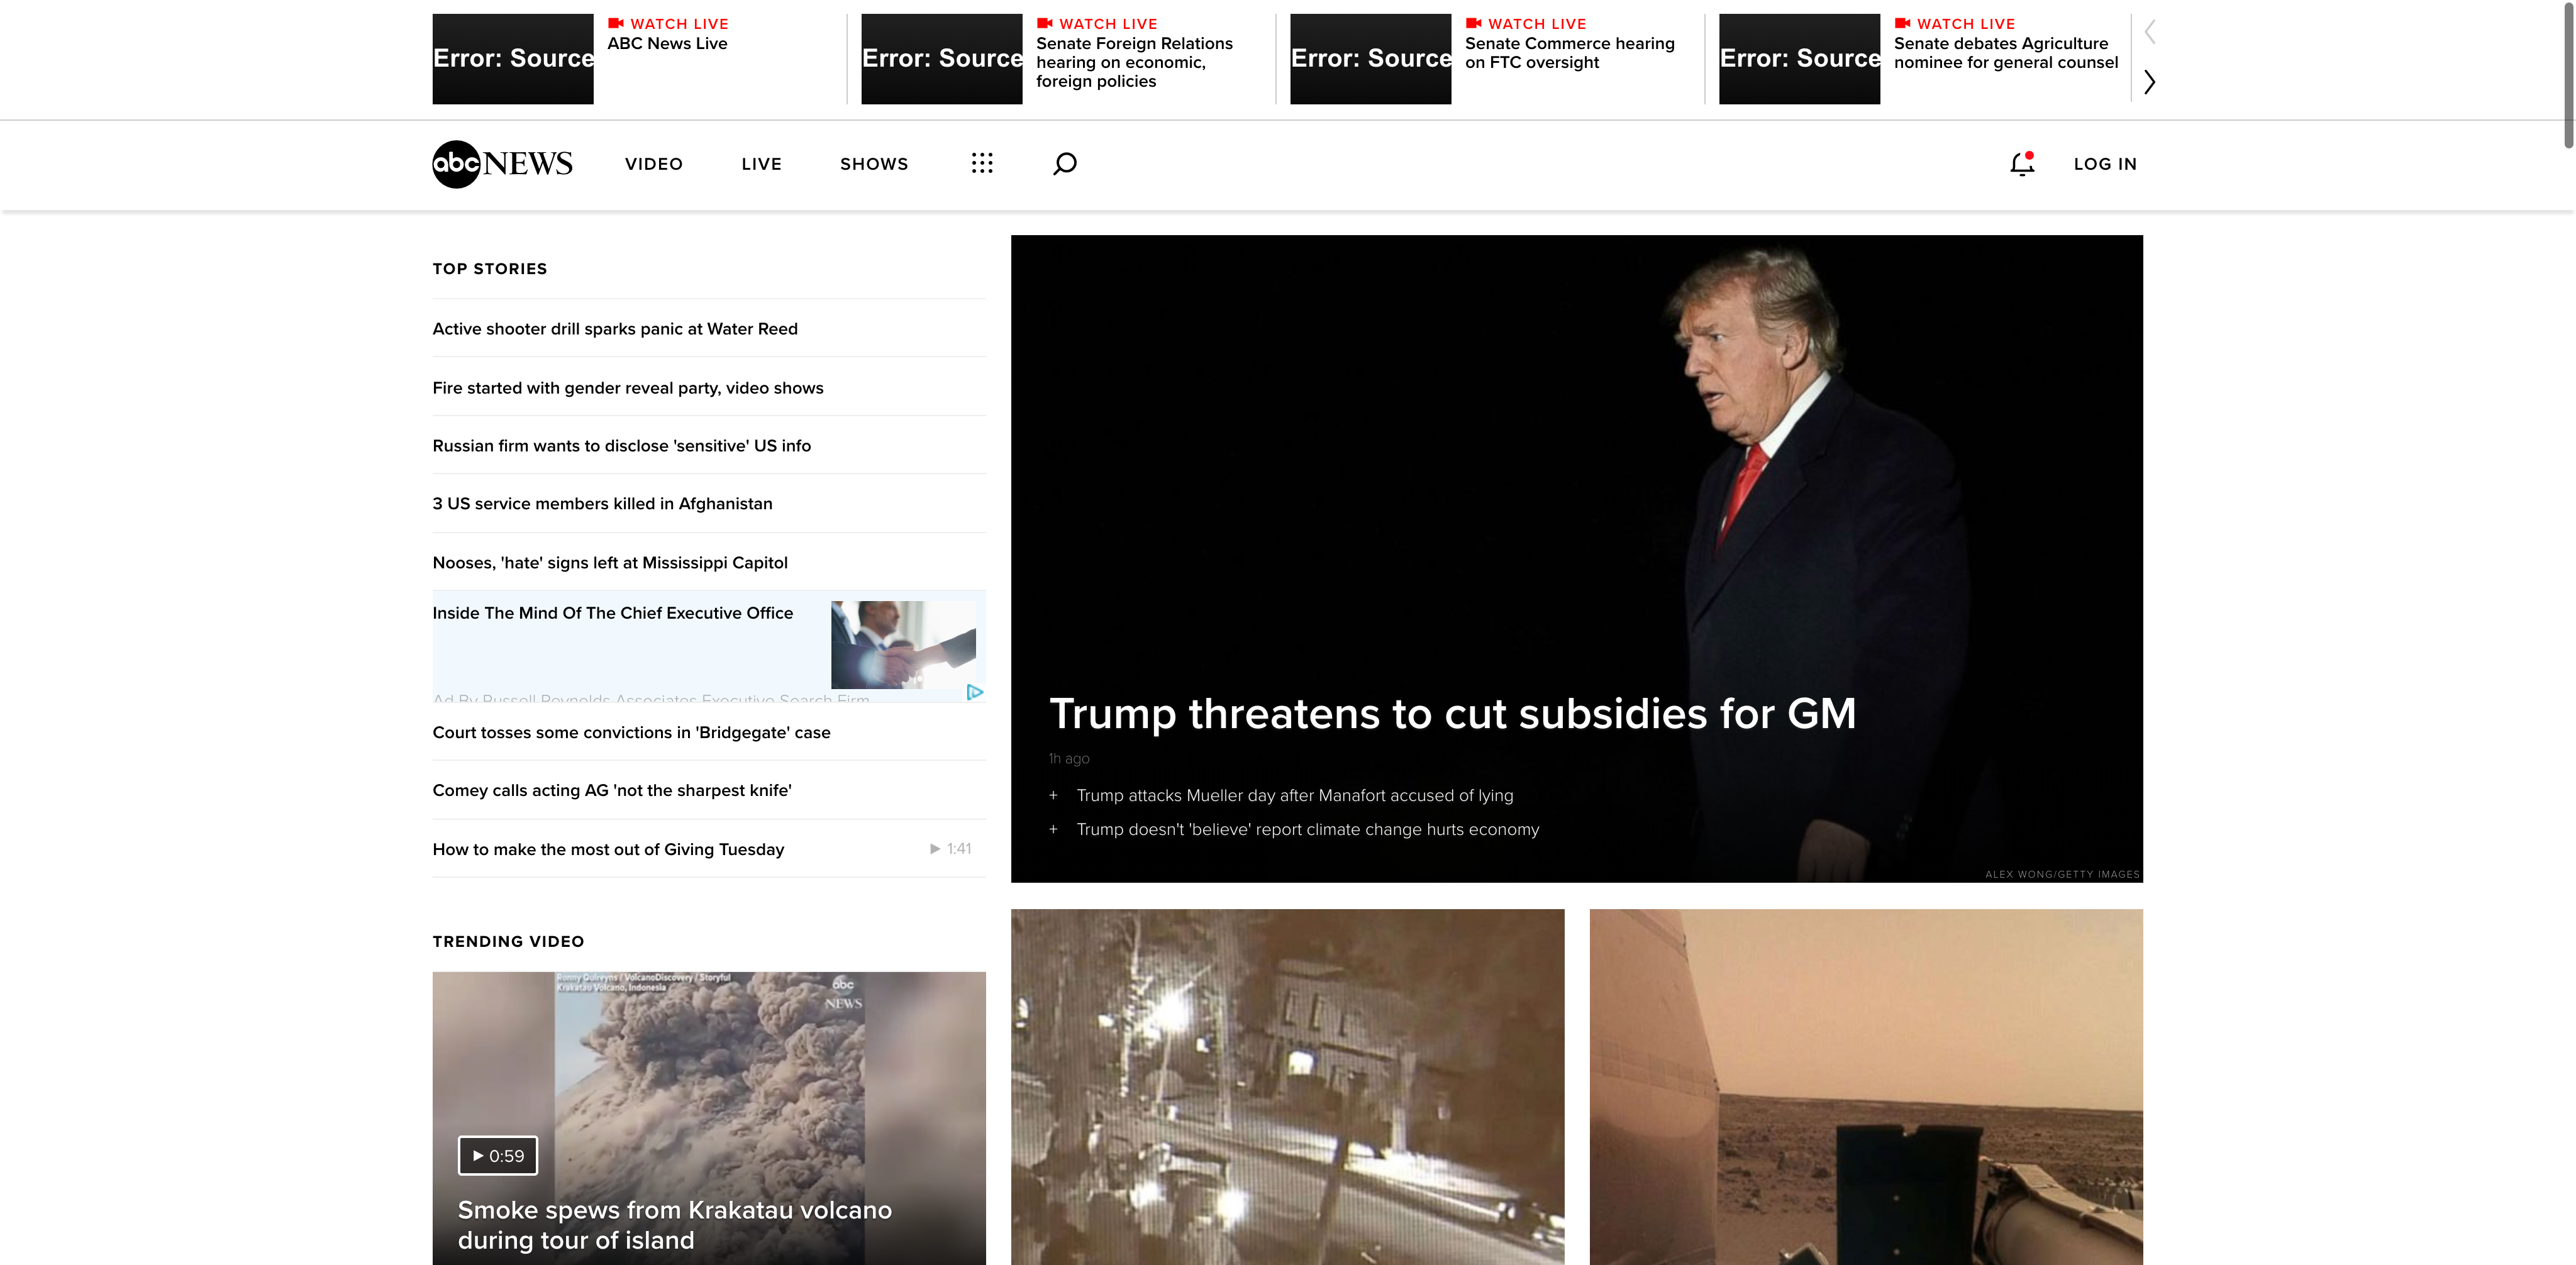 Error: Source
WATCH LIVE
ABC News Live
Error: Source
WATCH LIVE
Senate Foreign Relations
hearing on economic,
foreign policies
Error: Source
WATCH LIVE
Senate Commerce hearing
on FTC oversight
Error: Source
WATCH LIVE
Senate debates Agriculture
nominee for general counsel
abc NEWS
VIDEO
LIVE
SHOWS
LOG IN
TOP STORIES
Active shooter drill sparks panic at Water Reed
Fire started with gender reveal party, video shows
Russian firm wants to disclose 'sensitive' US info
3 US service members killed in Afghanistan
Nooses, 'hate' signs left at Mississippi Capitol
Inside The Mind Of The Chief Executive Office
Ad By Russell Reynolds Associates Executive Search Firm
Court tosses some convictions in 'Bridgegate' case
Comey calls acting AG 'not the sharpest knife'
How to make the most out of Giving Tuesday
1:41
Trump threatens to cut subsidies for GM
1h ago
+ Trump attacks Mueller day after Manafort accused of lying
+ Trump doesn't 'believe' report climate change hurts economy
ALEX WONG/GETTY IMAGES
TRENDING VIDEO
/ VolcanoDiscovery / Storyful
Krakatau Volcano, Indonesia
abc
NEWS
0:59
Smoke spews from Krakatau volcano
during tour of island